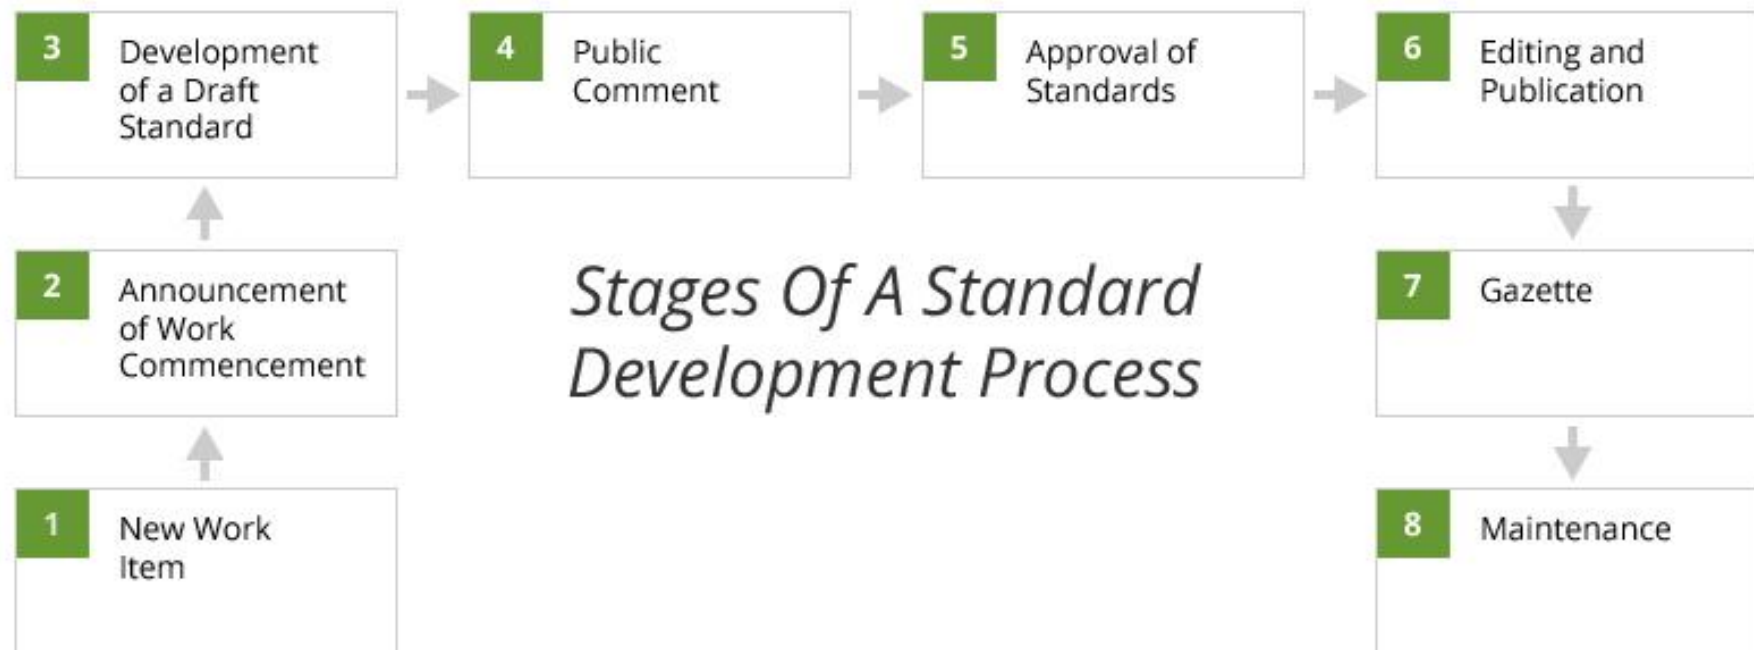 3
Development
of a Draft
Standard
4
Public
Comment
5
Approval of
Standards
6
Editing and
Publication
2
Announcement
of Work
Commencement
Stages Of A Standard
Development Process
7
Gazette
1
New Work
Item
8
Maintenance